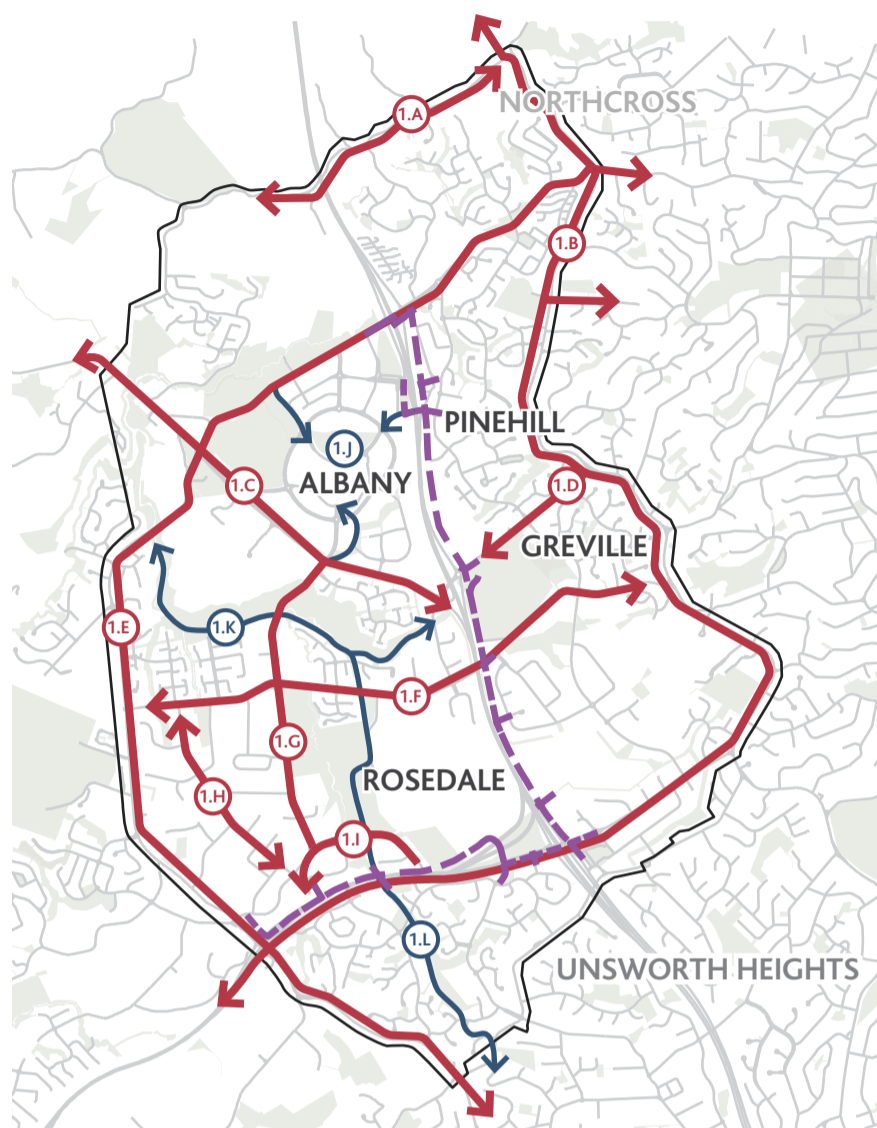 1.A
NORTHCROSS
1.B
PINEHILL
1.J
ALBANY
1.C
1.D
GREVILLE
1.E
1.K
1.F
1.G
ROSEDALE
1.H
1.I
1.L
UNSWORTH HEIGHTS